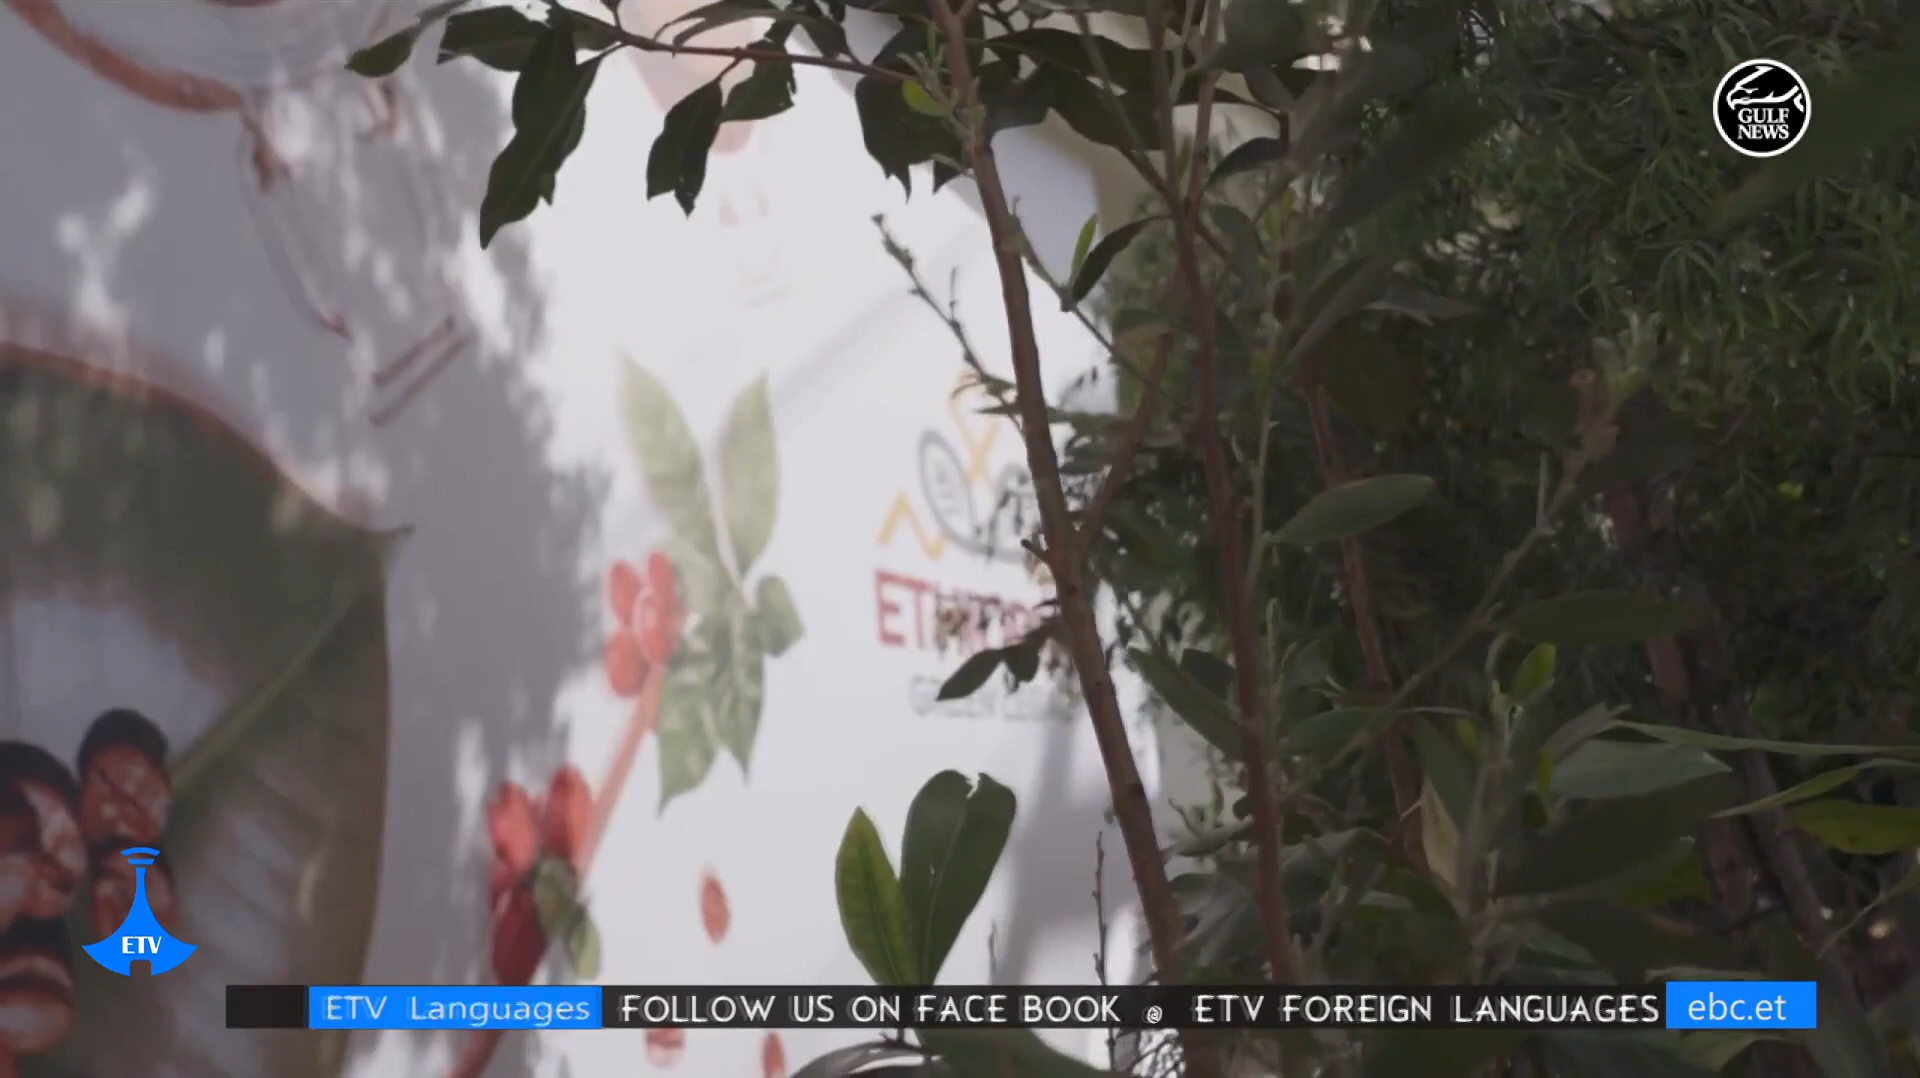 GULF
NEWS
ETV
ETV Languages FOLLOW US ON FACE BOOK @ ETV FOREIGN LANGUAGES ebc.et